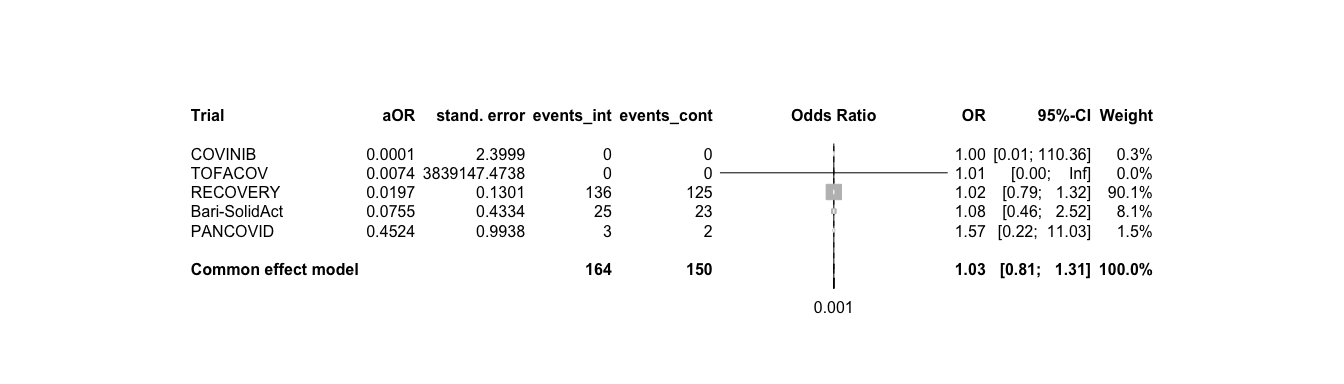 Trial aOR stand. error events_int events_cont Odds Ratio OR 95%-CI Weight
COVINIB 0.0001 2.3999 0 0 1.00 [0.01; 110.36] 0.3%
TOFACOV 0.0074 3839147.4738 0 0 1.01 [0.00; Inf] 0.0%
RECOVERY 0.0197 0.1301 136 125 1.02 [0.79; 1.32] 90.1%
Bari-SolidAct 0.0755 0.4334 25 23 1.08 [0.46; 2.52] 8.1%
PANCOVID 0.4524 0.9938 3 2 1.57 [0.22; 11.03] 1.5%
Common effect model 164 150 1.03 [0.81; 1.31] 100.0%
0.001